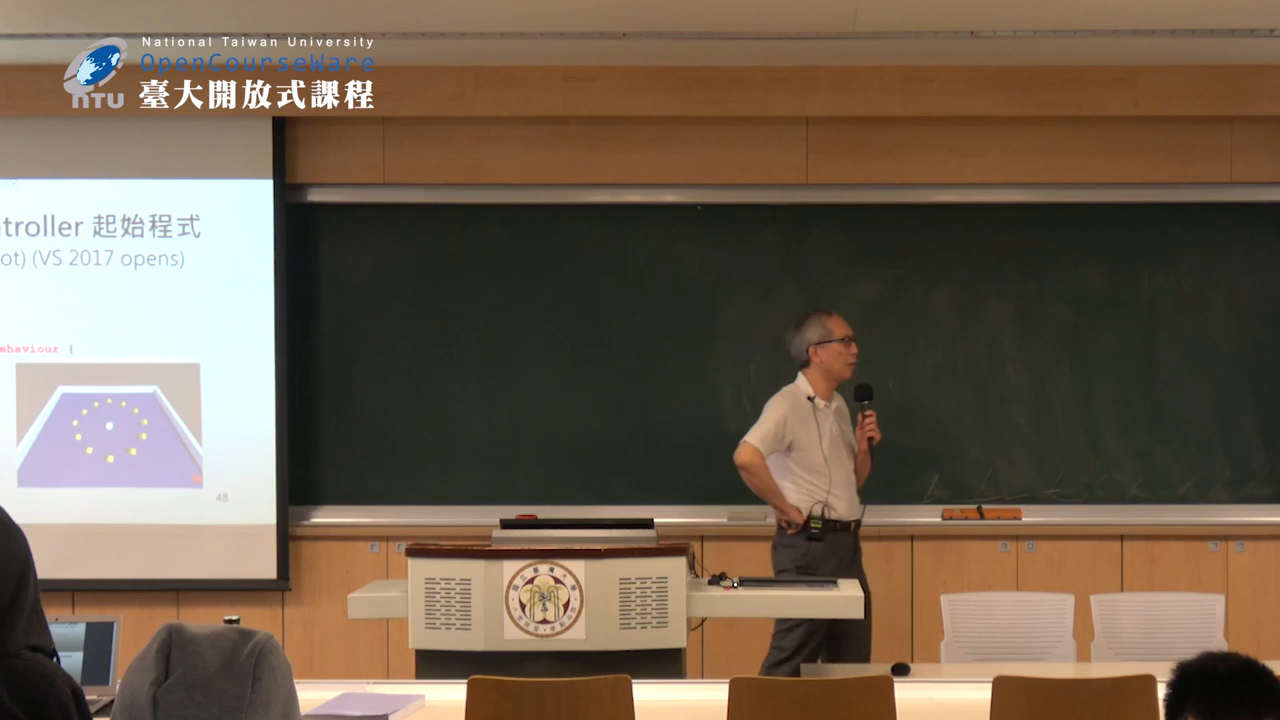 National Taiwan University
OpenCourseWare
臺大開放式課程
NTU
ntroller 起始程式
ot) (VS 2017 opens)
ehaviour {
48